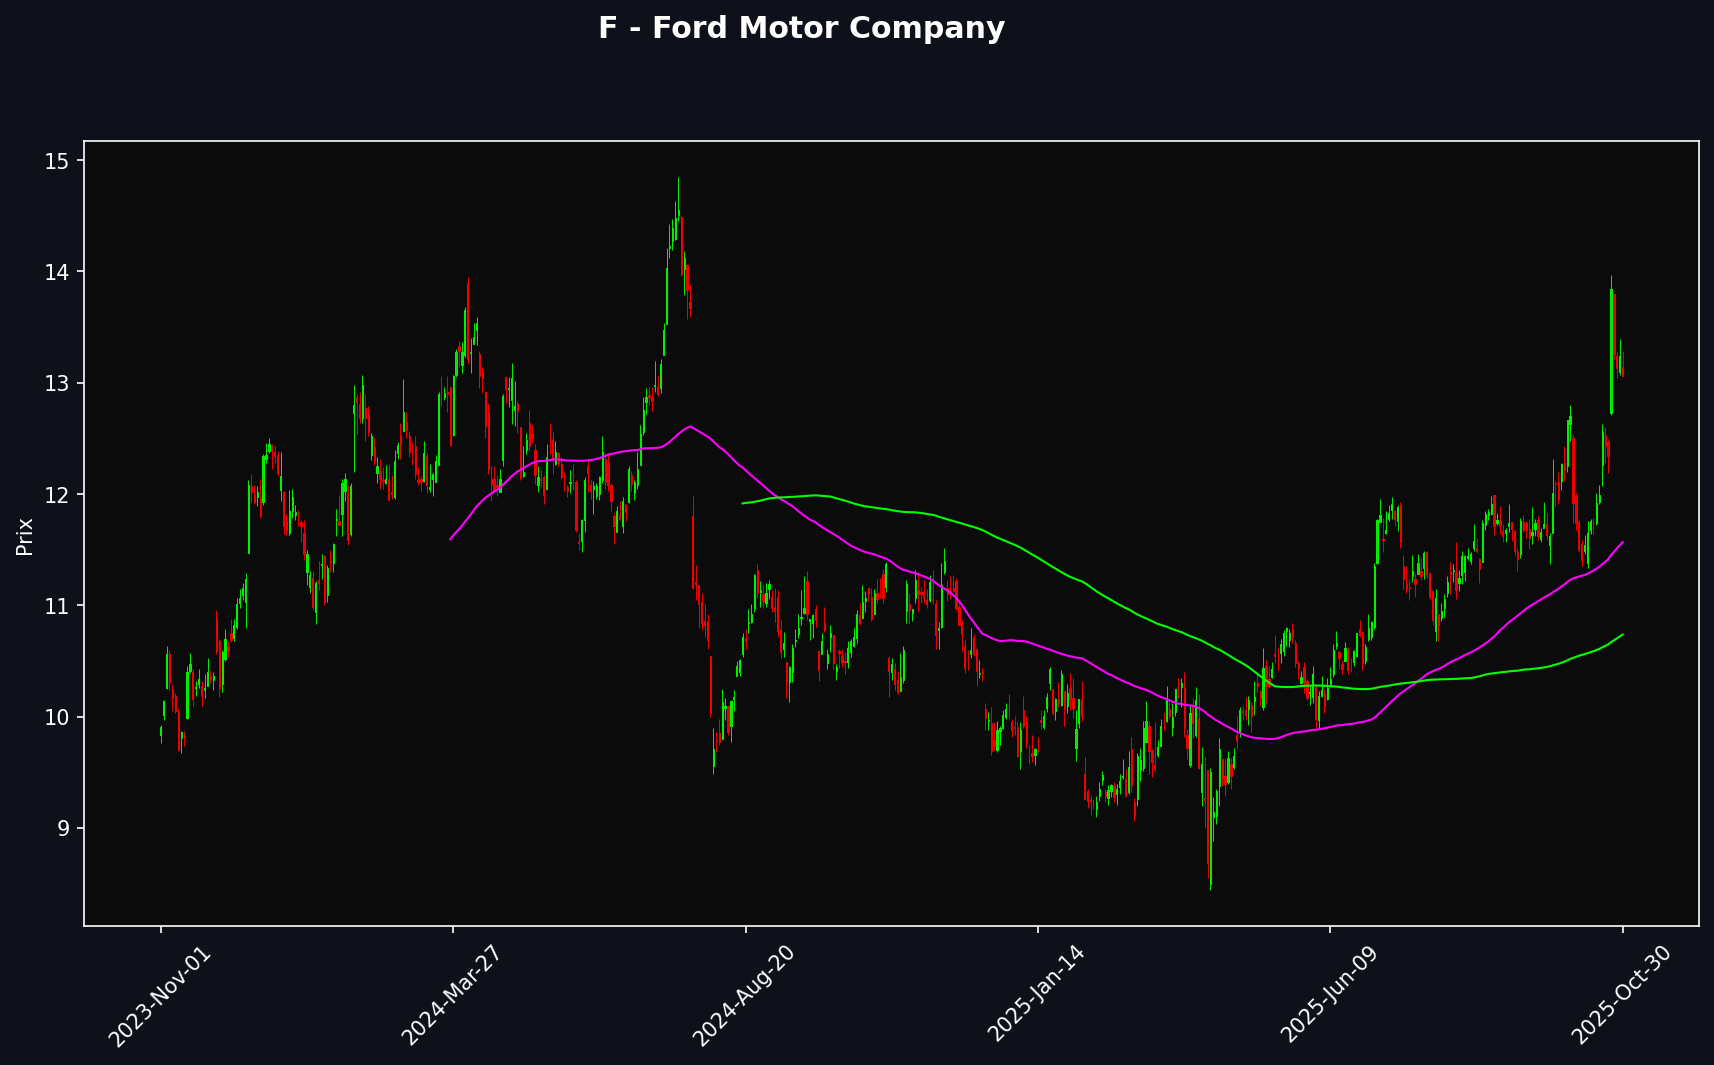 F - Ford Motor Company
Prix
15
14
13
12
11
10
9
2023-Nov-01
2024-Mar-27
2024-Aug-20
2025-Jan-14
2025-Jun-09
2025-Oct-30